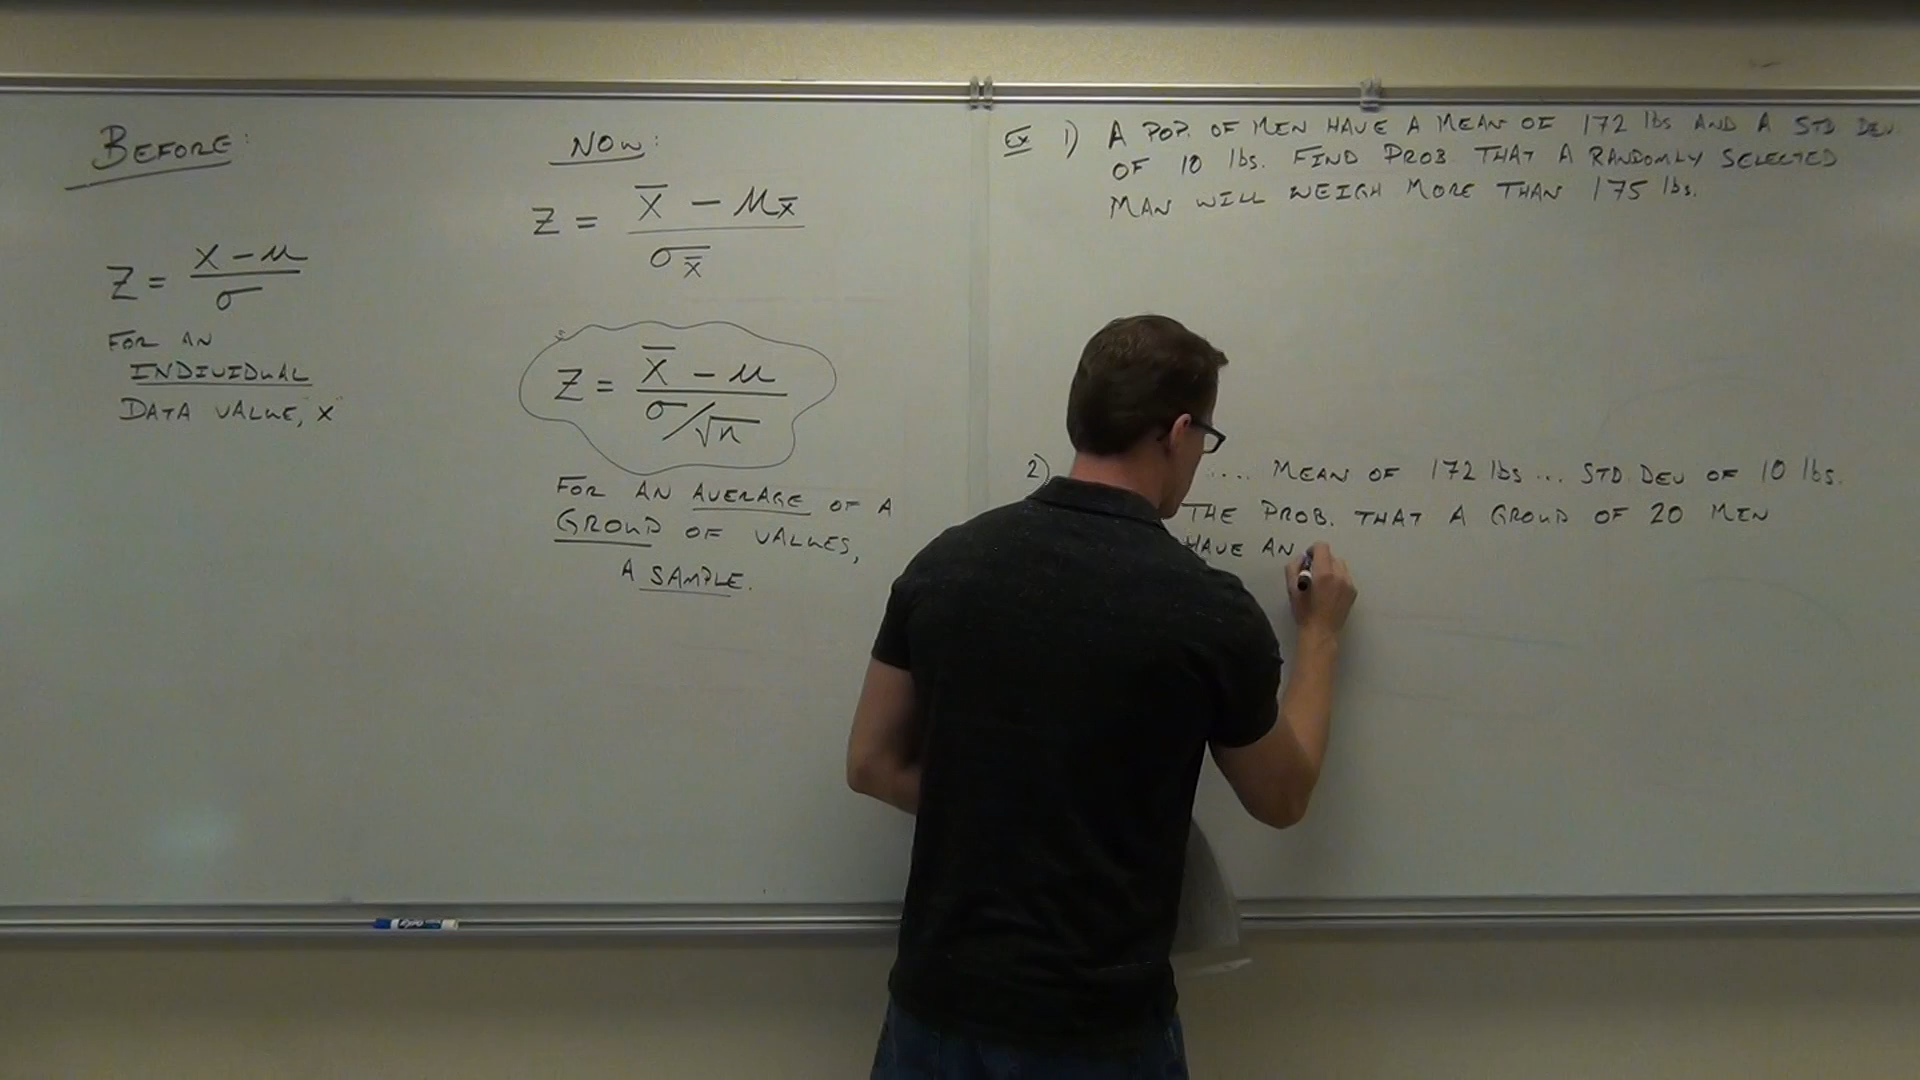 BEFORE:
Z = X - μ / σ
FOR AN
INDIVIDUAL
DATA VALUE, X
NOW:
Z = X̄ - μx̄ / σx̄
Z = X̄ - μ / σ/√n
FOR AN AVERAGE OF A
GROUP OF VALUES,
A SAMPLE.
Ex 1) A POP. OF MEN HAVE A MEAN OF 172 lbs AND A STD DEV
OF 10 lbs. FIND PROB. THAT A RANDOMLY SELECTED
MAN WILL WEIGH MORE THAN 175 lbs.
2) .... MEAN OF 172 lbs ... STD. DEV OF 10 lbs.
THE PROB. THAT A GROUP OF 20 MEN
HAVE AN